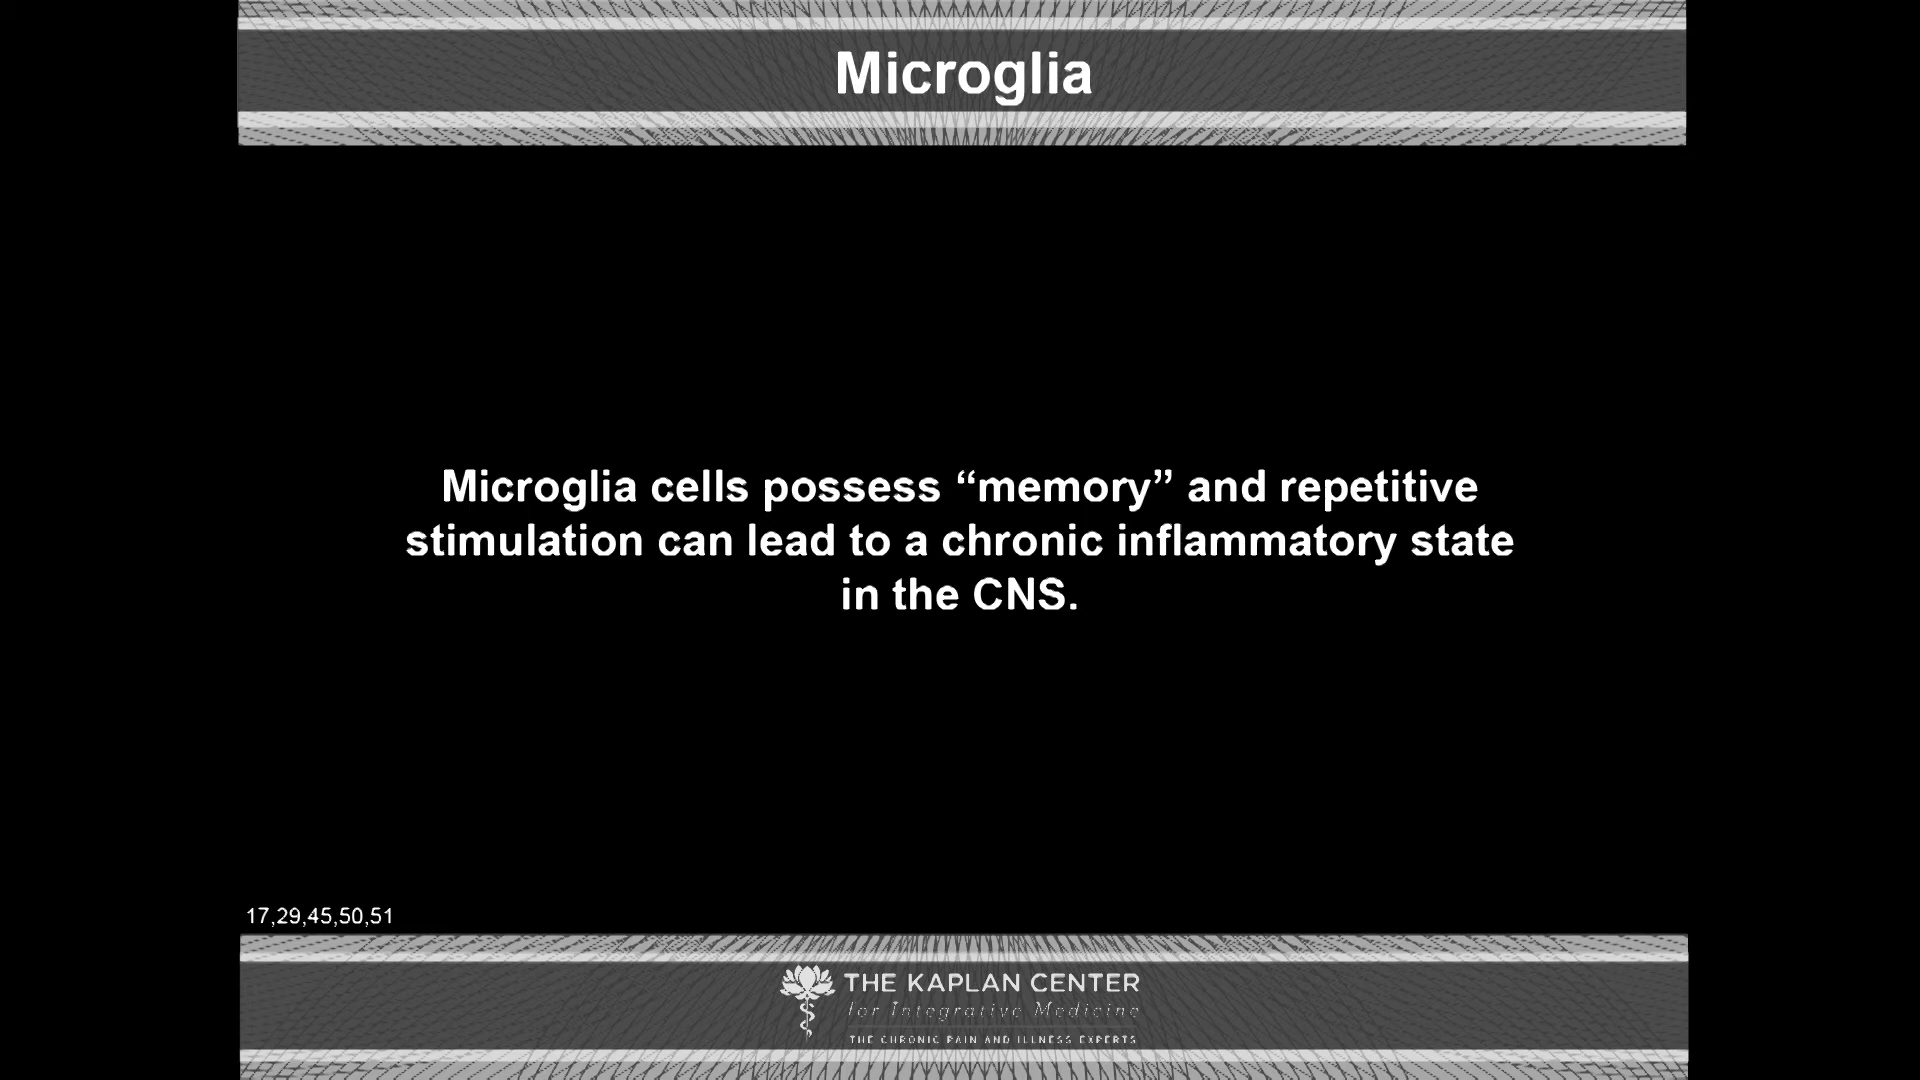 Microglia
Microglia cells possess “memory” and repetitive
stimulation can lead to a chronic inflammatory state
in the CNS.
17,29,45,50,51
THE KAPLAN CENTER
for Integrative Medicine
THE CHRONIC PAIN AND ILLNESS EXPERTS